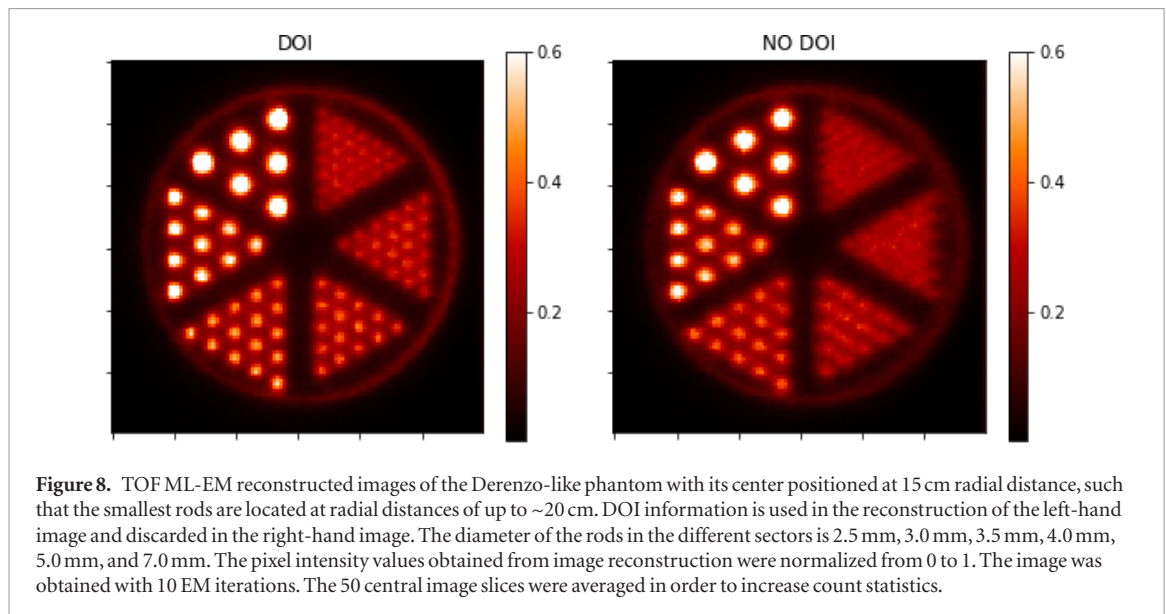 DOI
NO DOI
0.6
0.4
0.2
0.6
0.4
0.2
Figure 8. TOF ML-EM reconstructed images of the Derenzo-like phantom with its center positioned at 15 cm radial distance, such
that the smallest rods are located at radial distances of up to ~20 cm. DOI information is used in the reconstruction of the left-hand
image and discarded in the right-hand image. The diameter of the rods in the different sectors is 2.5 mm, 3.0 mm, 3.5 mm, 4.0 mm,
5.0 mm, and 7.0 mm. The pixel intensity values obtained from image reconstruction were normalized from 0 to 1. The image was
obtained with 10 EM iterations. The 50 central image slices were averaged in order to increase count statistics.